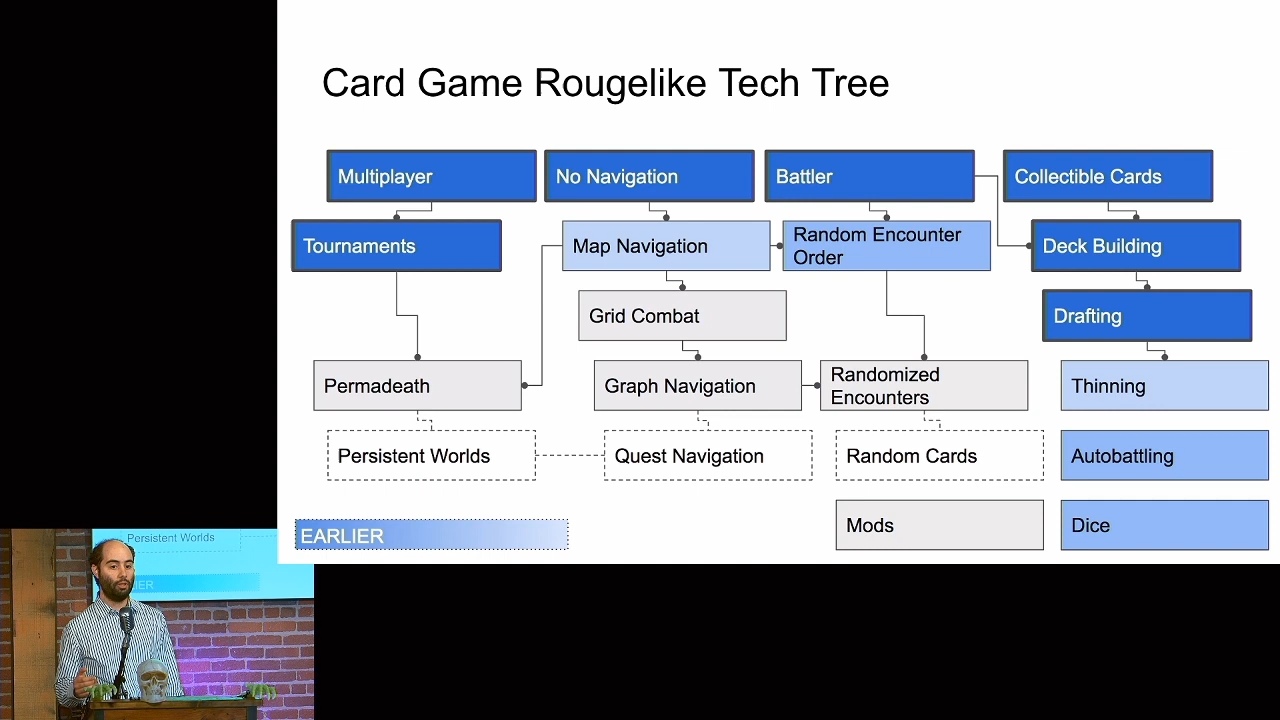 Card Game Rougelike Tech Tree
Multiplayer
No Navigation
Battler
Collectible Cards
Tournaments
Map Navigation
Random Encounter
Order
Deck Building
Grid Combat
Drafting
Permadeath
Graph Navigation
Randomized
Encounters
Thinning
Persistent Worlds
Quest Navigation
Random Cards
Autobattling
EARLIER
Mods
Dice
Persistent Worlds
IER